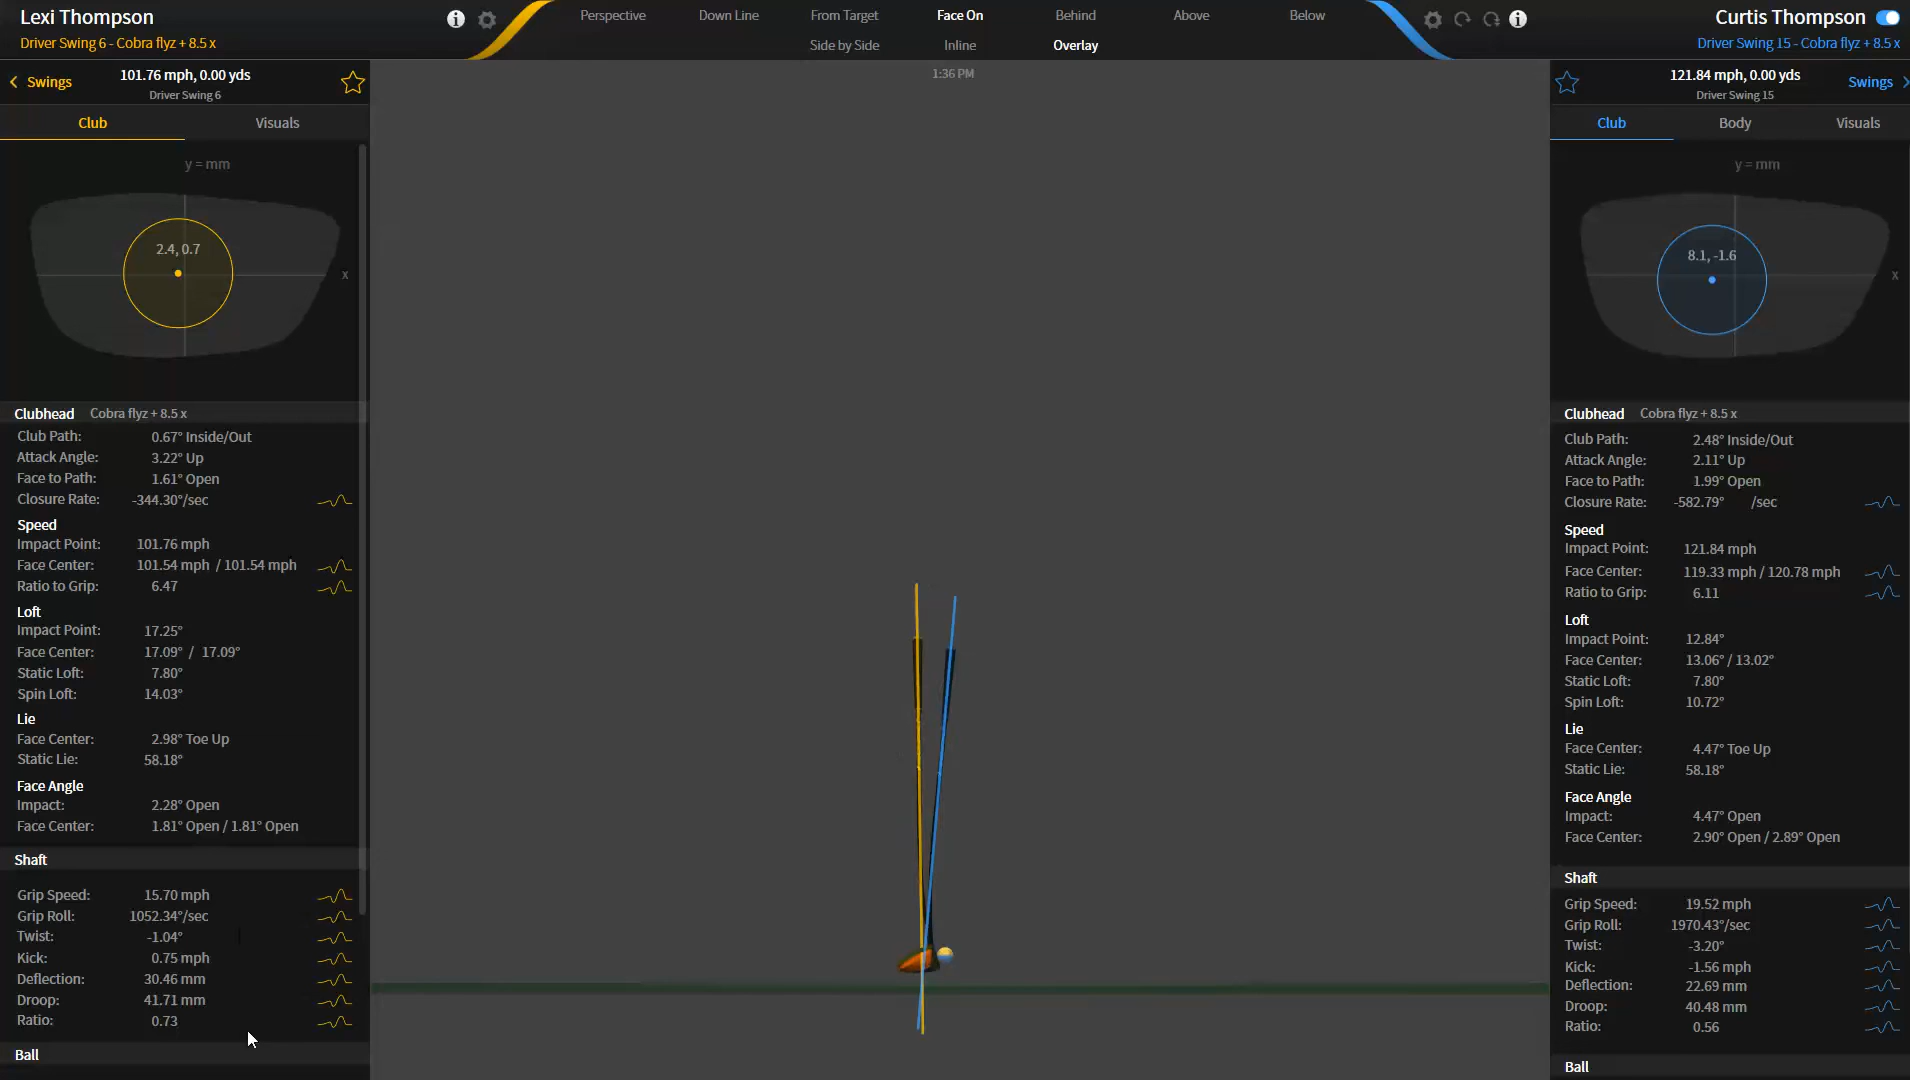 Lexi Thompson
Driver Swing 6 - Cobra flyz + 8.5 x
Perspective Down Line From Target Face On Behind Above Below
Side by Side Inline Overlay
Curtis Thompson
Driver Swing 15 - Cobra flyz + 8.5 x
1:36 PM
Swings
101.76 mph, 0.00 yds
Driver Swing 6
Club Visuals
y = mm
2.4, 0.7
x
Clubhead Cobra flyz + 8.5 x
Club Path: 0.67° Inside/Out
Attack Angle: 3.22° Up
Face to Path: 1.61° Open
Closure Rate: -344.30°/sec
Speed
Impact Point: 101.76 mph
Face Center: 101.54 mph / 101.54 mph
Ratio to Grip: 6.47
Loft
Impact Point: 17.25°
Face Center: 17.09° / 17.09°
Static Loft: 7.80°
Spin Loft: 14.03°
Lie
Face Center: 2.98° Toe Up
Static Lie: 58.18°
Face Angle
Impact: 2.28° Open
Face Center: 1.81° Open / 1.81° Open
Shaft
Grip Speed: 15.70 mph
Grip Roll: 1052.34°/sec
Twist: -1.04°
Kick: 0.75 mph
Deflection: 30.46 mm
Droop: 41.71 mm
Ratio: 0.73
Ball
121.84 mph, 0.00 yds
Driver Swing 15
Swings
Club Body Visuals
y = mm
8.1, -1.6
x
Clubhead Cobra flyz + 8.5 x
Club Path: 2.48° Inside/Out
Attack Angle: 2.11° Up
Face to Path: 1.99° Open
Closure Rate: -582.79° /sec
Speed
Impact Point: 121.84 mph
Face Center: 119.33 mph / 120.78 mph
Ratio to Grip: 6.11
Loft
Impact Point: 12.84°
Face Center: 13.06° / 13.02°
Static Loft: 7.80°
Spin Loft: 10.72°
Lie
Face Center: 4.47° Toe Up
Static Lie: 58.18°
Face Angle
Impact: 4.47° Open
Face Center: 2.90° Open / 2.89° Open
Shaft
Grip Speed: 19.52 mph
Grip Roll: 1970.43°/sec
Twist: -3.20°
Kick: -1.56 mph
Deflection: 22.69 mm
Droop: 40.48 mm
Ratio: 0.56
Ball